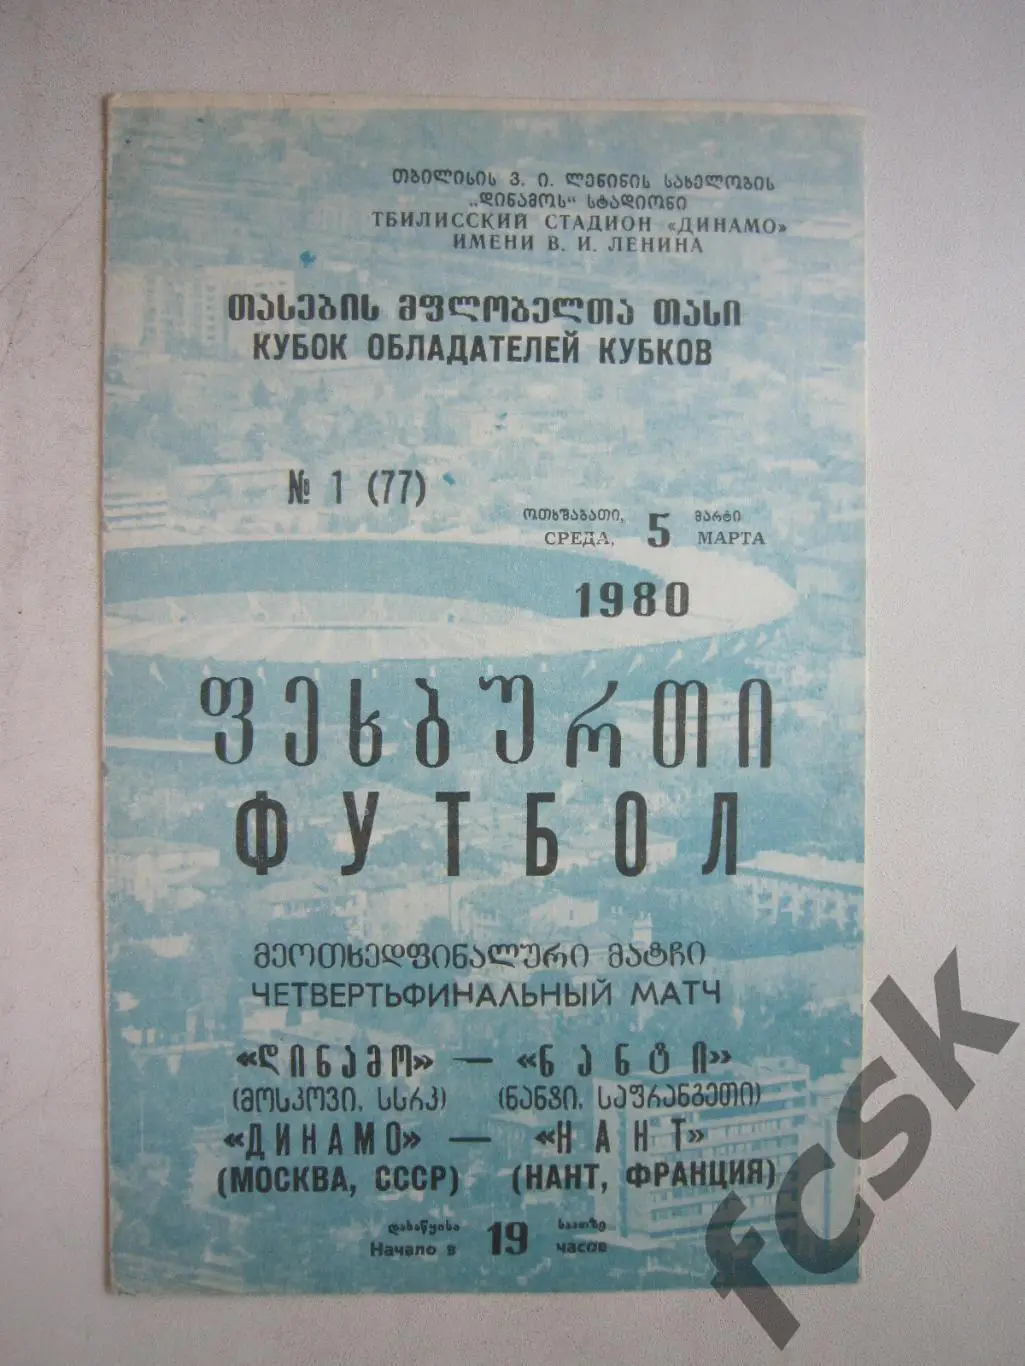 თბილისის ვ. ი. ლენინის სახელობის
„დინამოს“ სტადიონი
ТБИЛИССКИЙ СТАДИОН «ДИНАМО»
ИМЕНИ В. И. ЛЕНИНА
თასების მფლობელთა თასი
КУБОК ОБЛАДАТЕЛЕЙ КУБКОВ
№ 1 (77)
ოთხშაბათი, 5 მარტი
СРЕДА, МАРТА
1980
ფეხბურთი
ФУТБОЛ
მეოთხედფინალური მატჩი
ЧЕТВЕРТЬФИНАЛЬНЫЙ МАТЧ
«დინამო» — «ნანტი»
(მოსკოვი, სსრკ) (ნანტი, საფრანგეთი)
«ДИНАМО» — «НАНТ»
(МОСКВА, СССР) (НАНТ, ФРАНЦИЯ)
დასაწყისი 19 საათზე
Начало в часов
fcsk